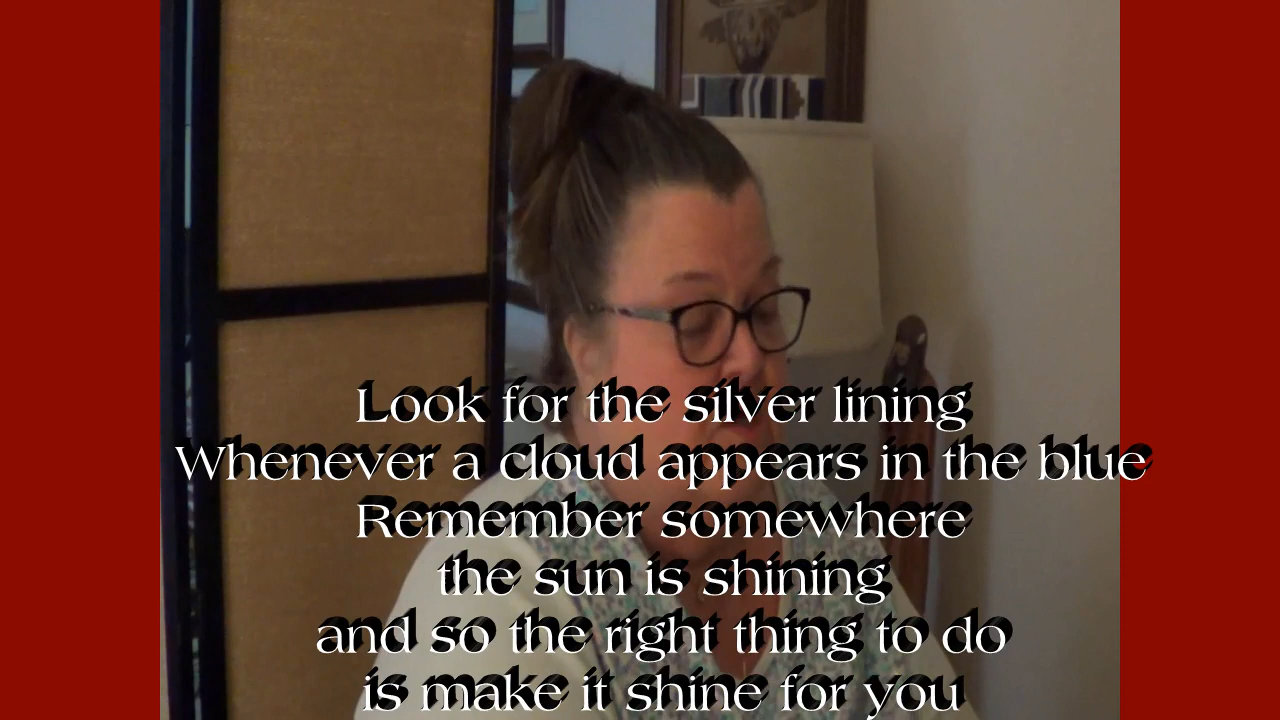 Look for the silver lining
Whenever a cloud appears in the blue
Remember somewhere
the sun is shining
and so the right thing to do
is make it shine for you